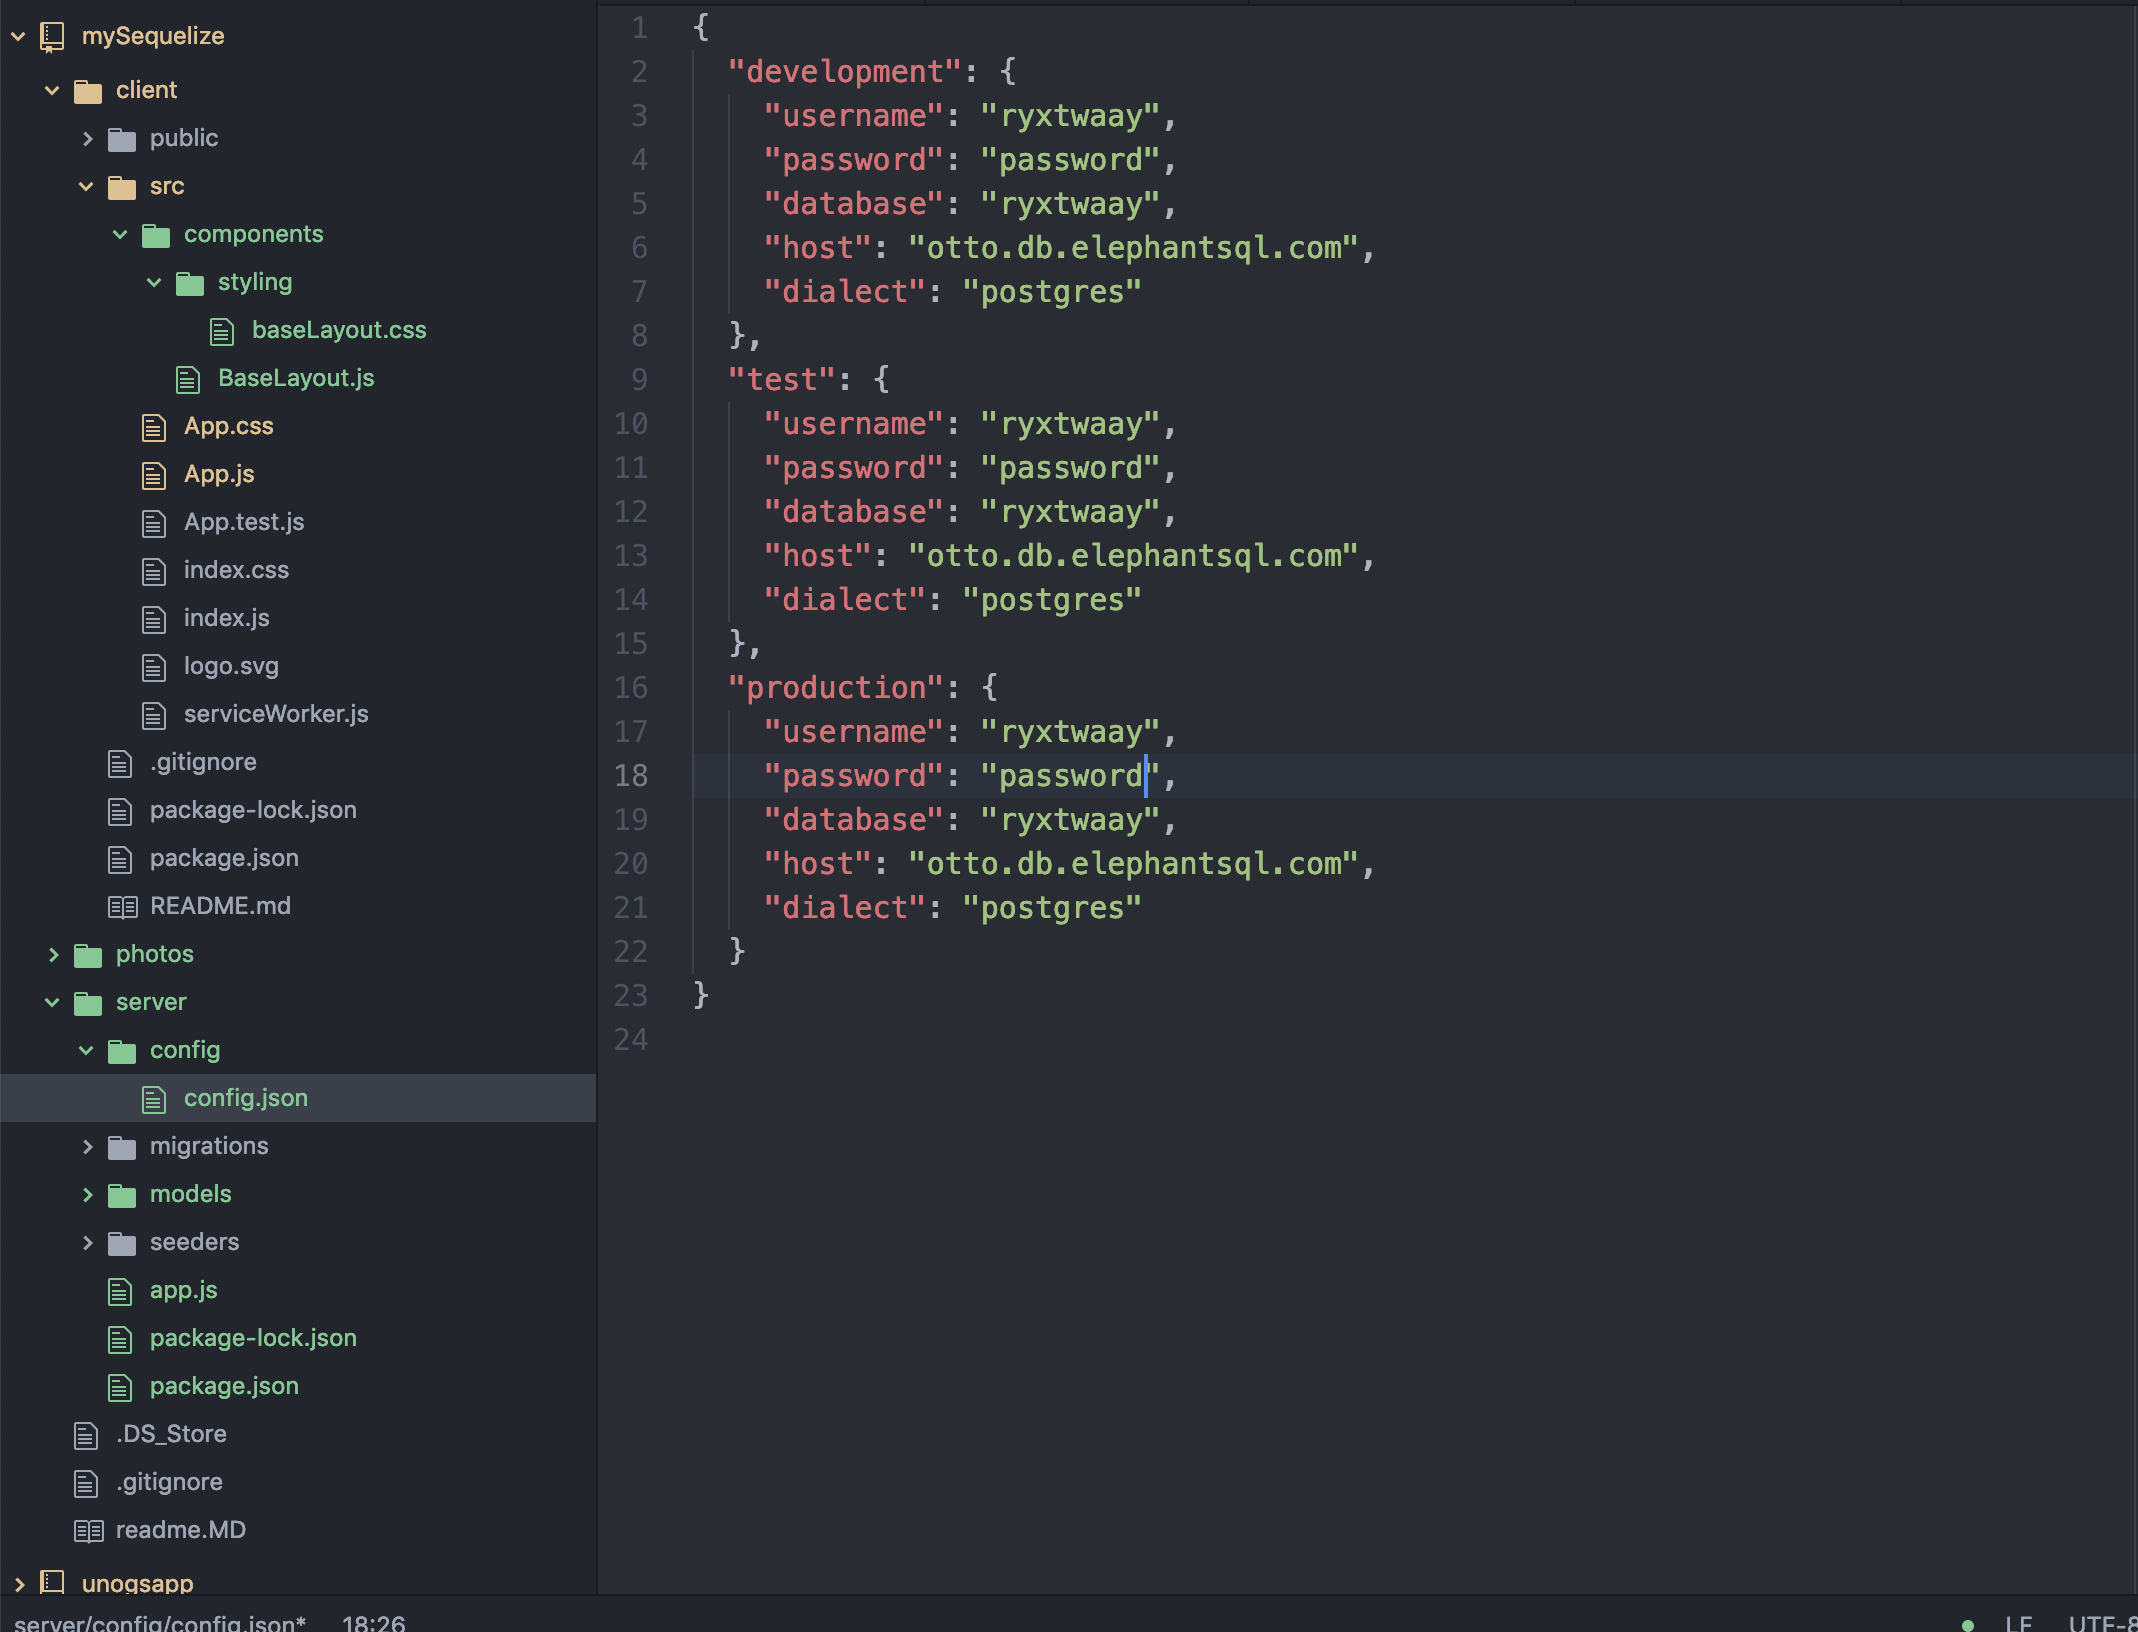 mySequelize
client
public
src
components
styling
baseLayout.css
BaseLayout.js
App.css
App.js
App.test.js
index.css
index.js
logo.svg
serviceWorker.js
.gitignore
package-lock.json
package.json
README.md
photos
server
config
config.json
migrations
models
seeders
app.js
package-lock.json
package.json
.DS_Store
.gitignore
readme.MD
unogsapp
1 {
2 "development": {
3 "username": "ryxtwaay",
4 "password": "password",
5 "database": "ryxtwaay",
6 "host": "otto.db.elephantsql.com",
7 "dialect": "postgres"
8 },
9 "test": {
10 "username": "ryxtwaay",
11 "password": "password",
12 "database": "ryxtwaay",
13 "host": "otto.db.elephantsql.com",
14 "dialect": "postgres"
15 },
16 "production": {
17 "username": "ryxtwaay",
18 "password": "password",
19 "database": "ryxtwaay",
20 "host": "otto.db.elephantsql.com",
21 "dialect": "postgres"
22 }
23 }
24
server/config/config.json* 18:26 LF UTF-8